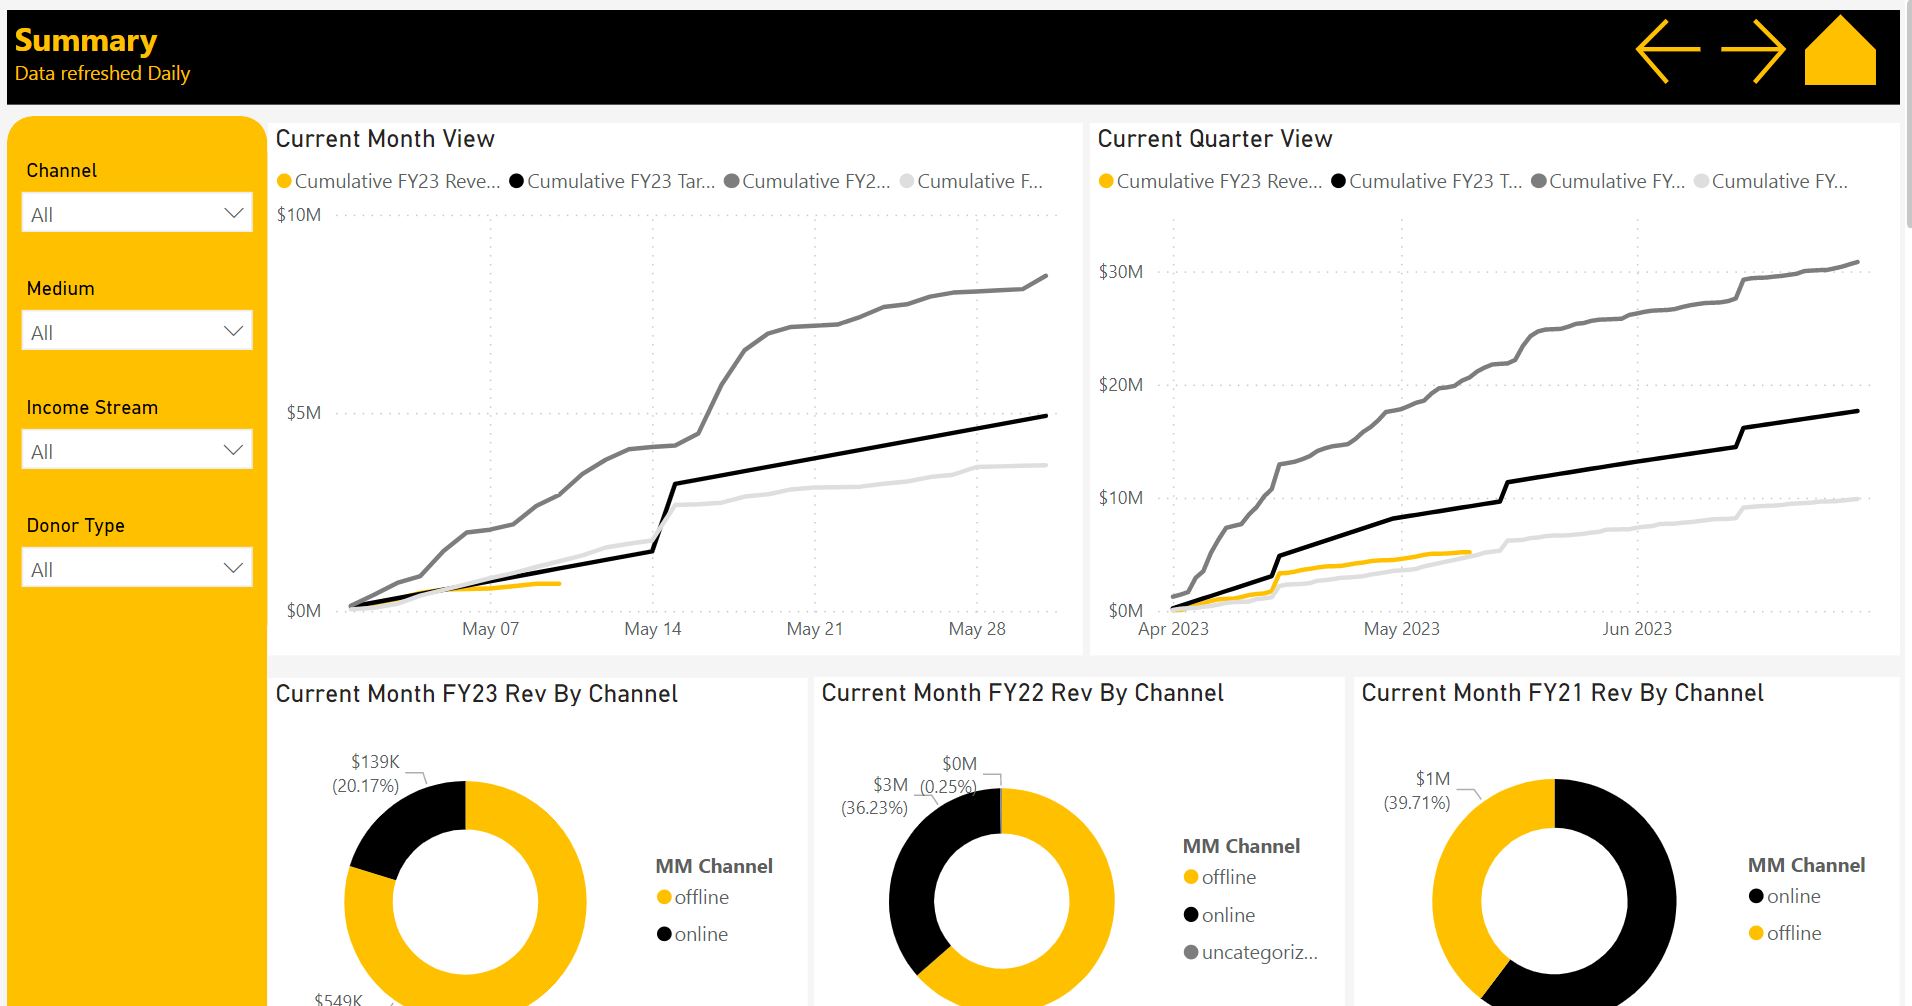 Summary
Data refreshed Daily
Channel
All
Medium
All
Income Stream
All
Donor Type
All
Current Month View
Cumulative FY23 Reve... Cumulative FY23 Tar... Cumulative FY2... Cumulative F...
$10M
$5M
$0M
May 07 May 14 May 21 May 28
Current Quarter View
Cumulative FY23 Reve... Cumulative FY23 T... Cumulative FY... Cumulative FY...
$30M
$20M
$10M
$0M
Apr 2023 May 2023 Jun 2023
Current Month FY23 Rev By Channel
$139K
(20.17%)
$549K
MM Channel
offline
online
Current Month FY22 Rev By Channel
$0M
(0.25%)
$3M
(36.23%)
MM Channel
offline
online
uncategoriz...
Current Month FY21 Rev By Channel
$1M
(39.71%)
MM Channel
online
offline